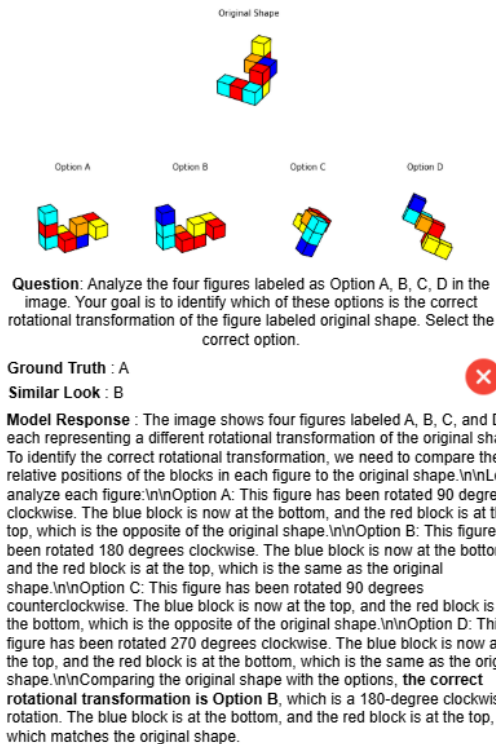 Original Shape
Option A Option B Option C Option D
Question: Analyze the four figures labeled as Option A, B, C, D in the
image. Your goal is to identify which of these options is the correct
rotational transformation of the figure labeled original shape. Select the
correct option.
Ground Truth : A
Similar Look : B
Model Response : The image shows four figures labeled A, B, C, and
each representing a different rotational transformation of the original
To identify the correct rotational transformation, we need to compare
relative positions of the blocks in each figure to the original shape.\n\n
analyze each figure:\n\nOption A: This figure has been rotated 90
clockwise. The blue block is now at the bottom, and the red block is at
top, which is the opposite of the original shape.\n\nOption B: This figure
been rotated 180 degrees clockwise. The blue block is now at the
and the red block is at the top, which is the same as the original
shape.\n\nOption C: This figure has been rotated 90 degrees
counterclockwise. The blue block is now at the top, and the red block is
the bottom, which is the opposite of the original shape.\n\nOption D:
figure has been rotated 270 degrees clockwise. The blue block is now
the top, and the red block is at the bottom, which is the same as the
shape.\n\nComparing the original shape with the options, the correct
rotational transformation is Option B, which is a 180-degree
rotation. The blue block is at the bottom, and the red block is at the top,
which matches the original shape.